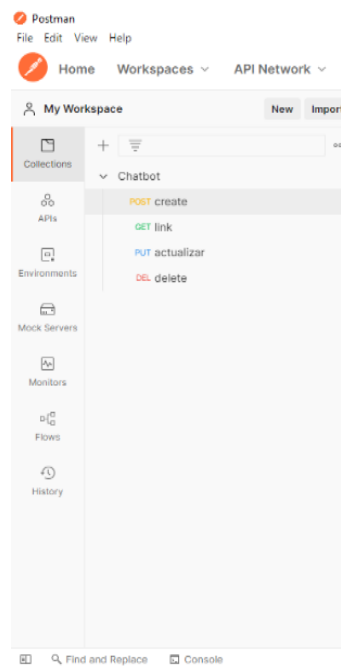 Postman
File Edit View Help
Home Workspaces API Network
My Workspace New Import
Collections
Chatbot
POST create
GET link
PUT actualizar
DEL delete
APIs
Environments
Mock Servers
Monitors
Flows
History
Find and Replace Console